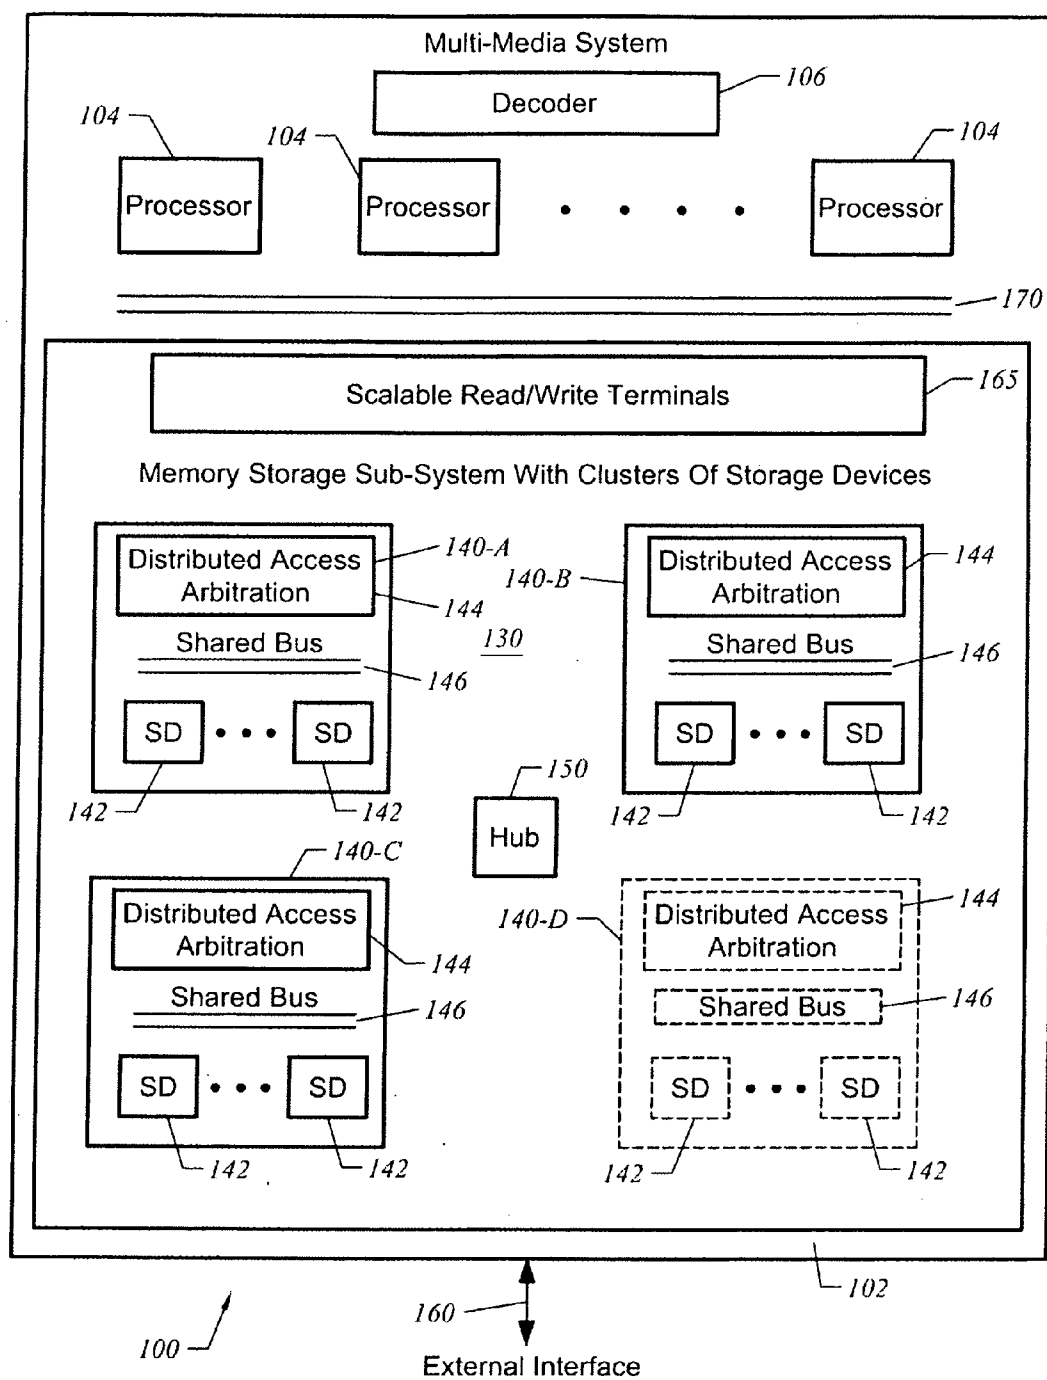 Multi-Media System
106
Decoder
104
104
104
Processor
Processor
Processor
170
Scalable Read/Write Terminals
165
Memory Storage Sub-System With Clusters Of Storage Devices
Distributed Access
Arbitration
140-A
144
Shared Bus
146
SD
SD
142
142
130
140-B
Distributed Access
Arbitration
144
Shared Bus
146
SD
SD
142
142
150
Hub
140-C
Distributed Access
Arbitration
144
Shared Bus
146
SD
SD
142
142
140-D
Distributed Access
Arbitration
144
Shared Bus
146
SD
SD
142
142
102
160
100
External Interface